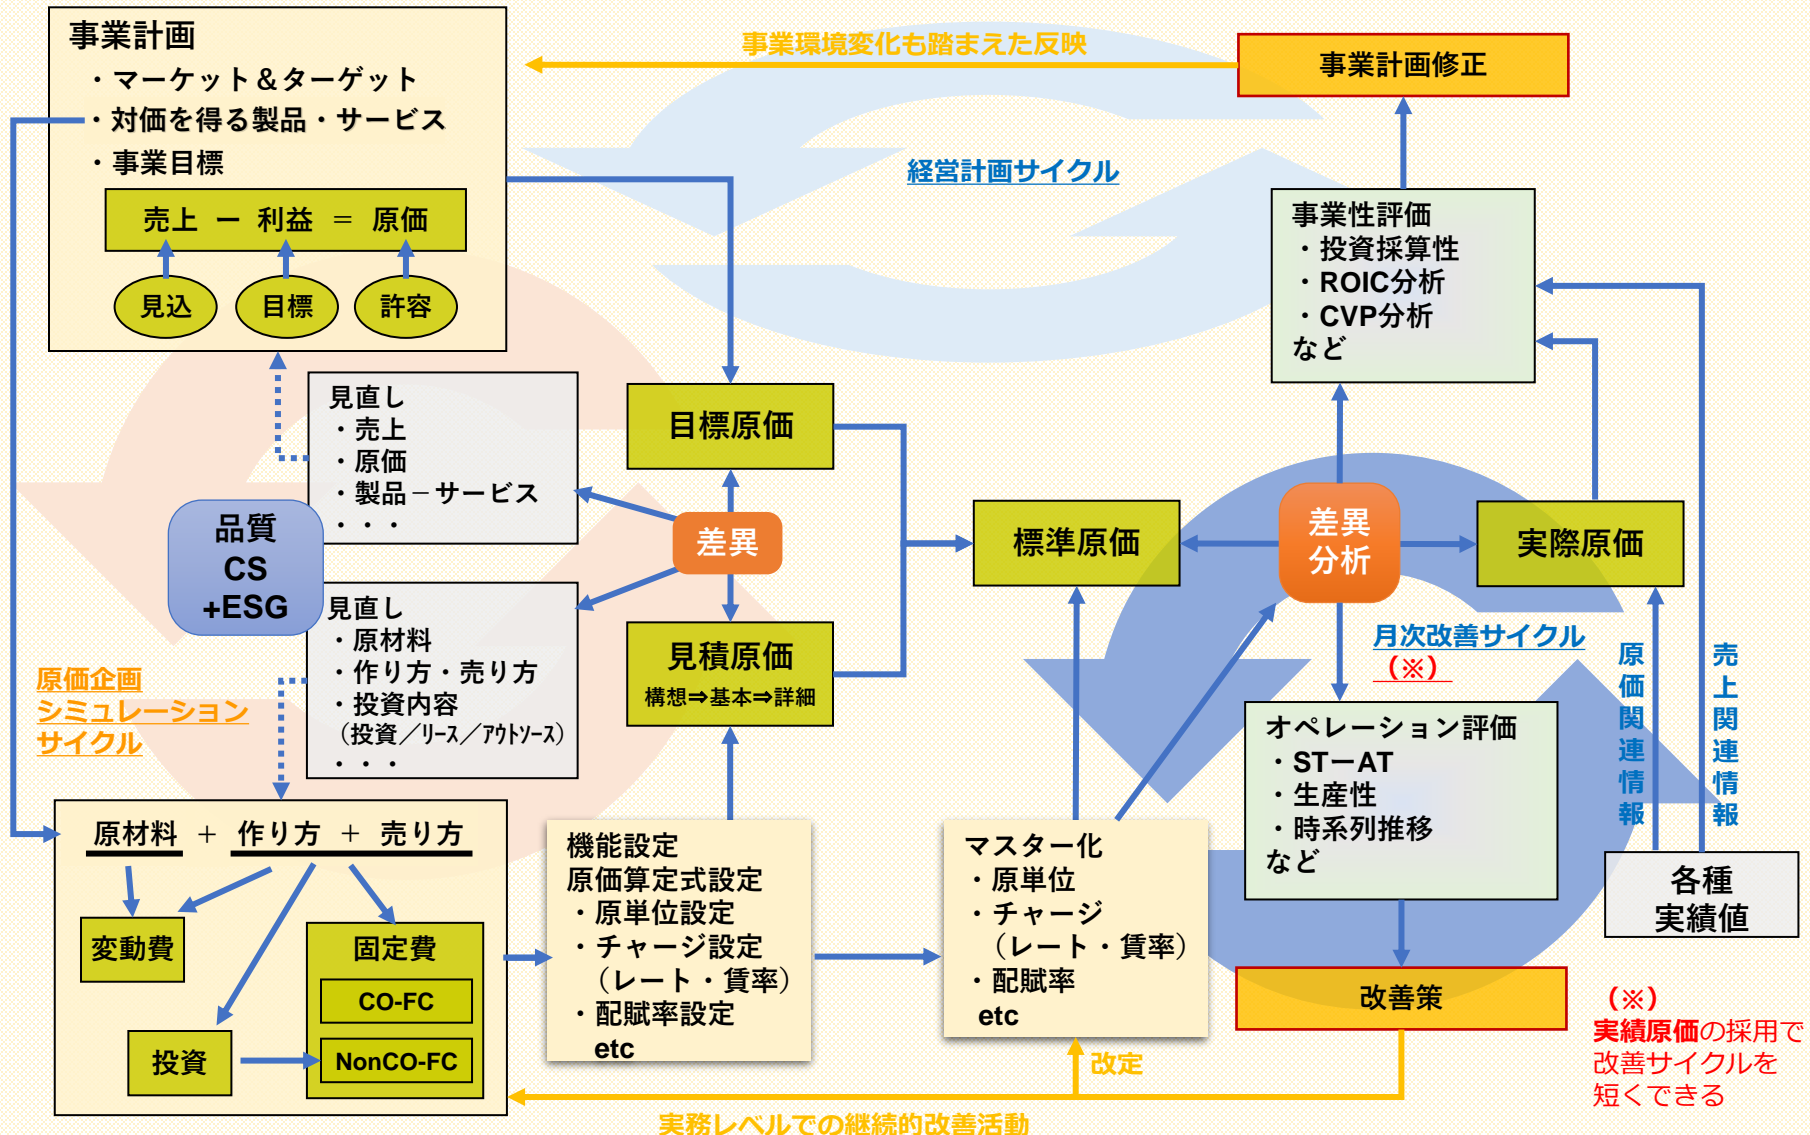 事業計画
・マーケット＆ターゲット
・対価を得る製品・サービス
・事業目標
売上 ー 利益 ＝ 原価
見込
目標
許容
事業環境変化も踏まえた反映
事業計画修正
経営計画サイクル
事業性評価
・投資採算性
・ROIC分析
・CVP分析
など
見直し
・売上
・原価
・製品－サービス
・・・
品質
CS
+ESG
見直し
・原材料
・作り方・売り方
・投資内容
（投資／ﾘｰｽ／ｱｳﾄｿｰｽ）
・・・
目標原価
差異
見積原価
構想⇒基本⇒詳細
標準原価
差異
分析
実際原価
原価企画
シミュレーション
サイクル
月次改善サイクル
（※）
原価関連情報
売上関連情報
オペレーション評価
・STーAT
・生産性
・時系列推移
など
各種
実績値
原材料 ＋ 作り方 ＋ 売り方
変動費
固定費
CO-FC
NonCO-FC
投資
機能設定
原価算定式設定
・原単位設定
・チャージ設定
（レート・賃率）
・配賦率設定
etc
マスター化
・原単位
・チャージ
（レート・賃率）
・配賦率
etc
改善策
改定
実務レベルでの継続的改善活動
（※）
実績原価の採用で
改善サイクルを
短くできる